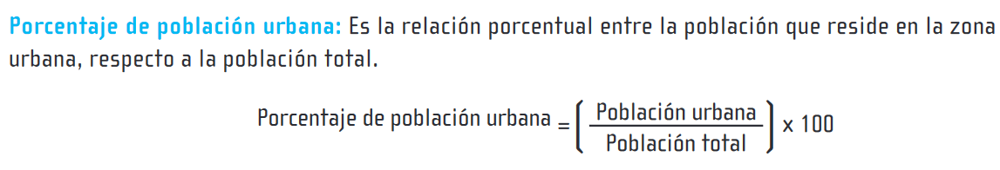 Porcentaje de población urbana: Es la relación porcentual entre la población que reside en la zona
urbana, respecto a la población total.
Porcentaje de población urbana = ( Población urbana / Población total ) x 100